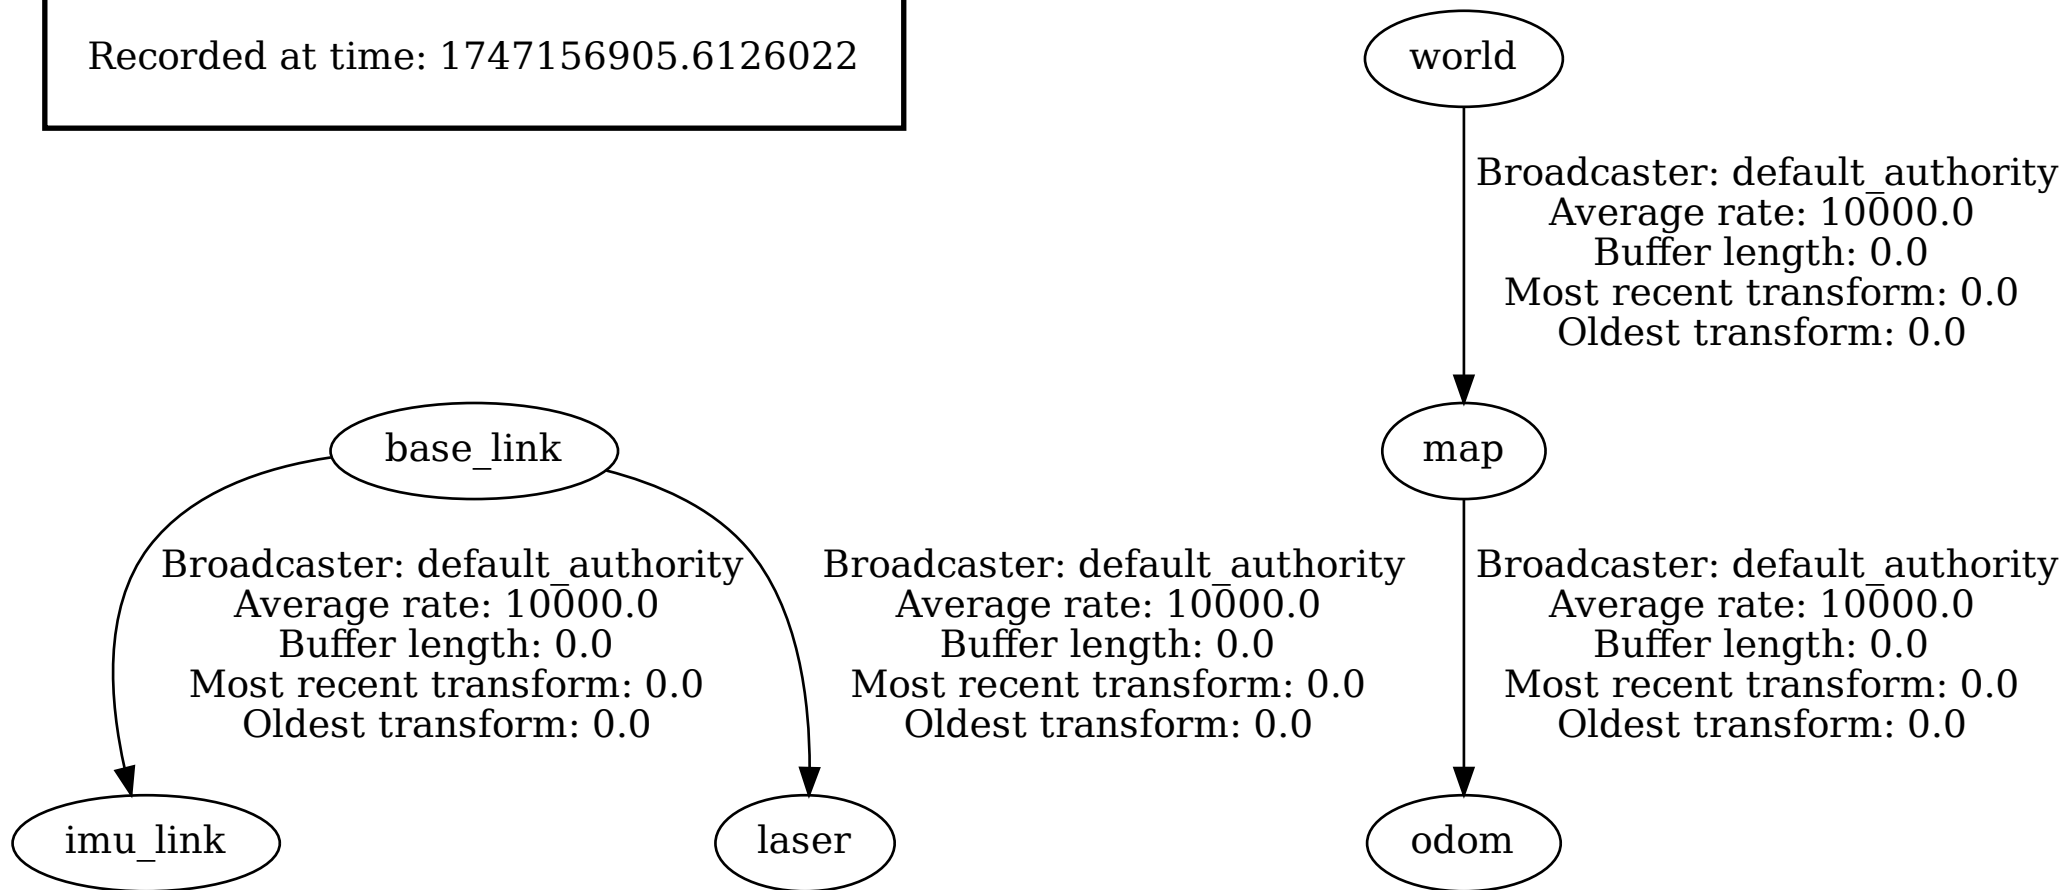 Recorded at time: 1747156905.6126022
world
Broadcaster: default_authority
Average rate: 10000.0
Buffer length: 0.0
Most recent transform: 0.0
Oldest transform: 0.0
base_link
map
Broadcaster: default_authority
Average rate: 10000.0
Buffer length: 0.0
Most recent transform: 0.0
Oldest transform: 0.0
Broadcaster: default_authority
Average rate: 10000.0
Buffer length: 0.0
Most recent transform: 0.0
Oldest transform: 0.0
Broadcaster: default_authority
Average rate: 10000.0
Buffer length: 0.0
Most recent transform: 0.0
Oldest transform: 0.0
imu_link
laser
odom